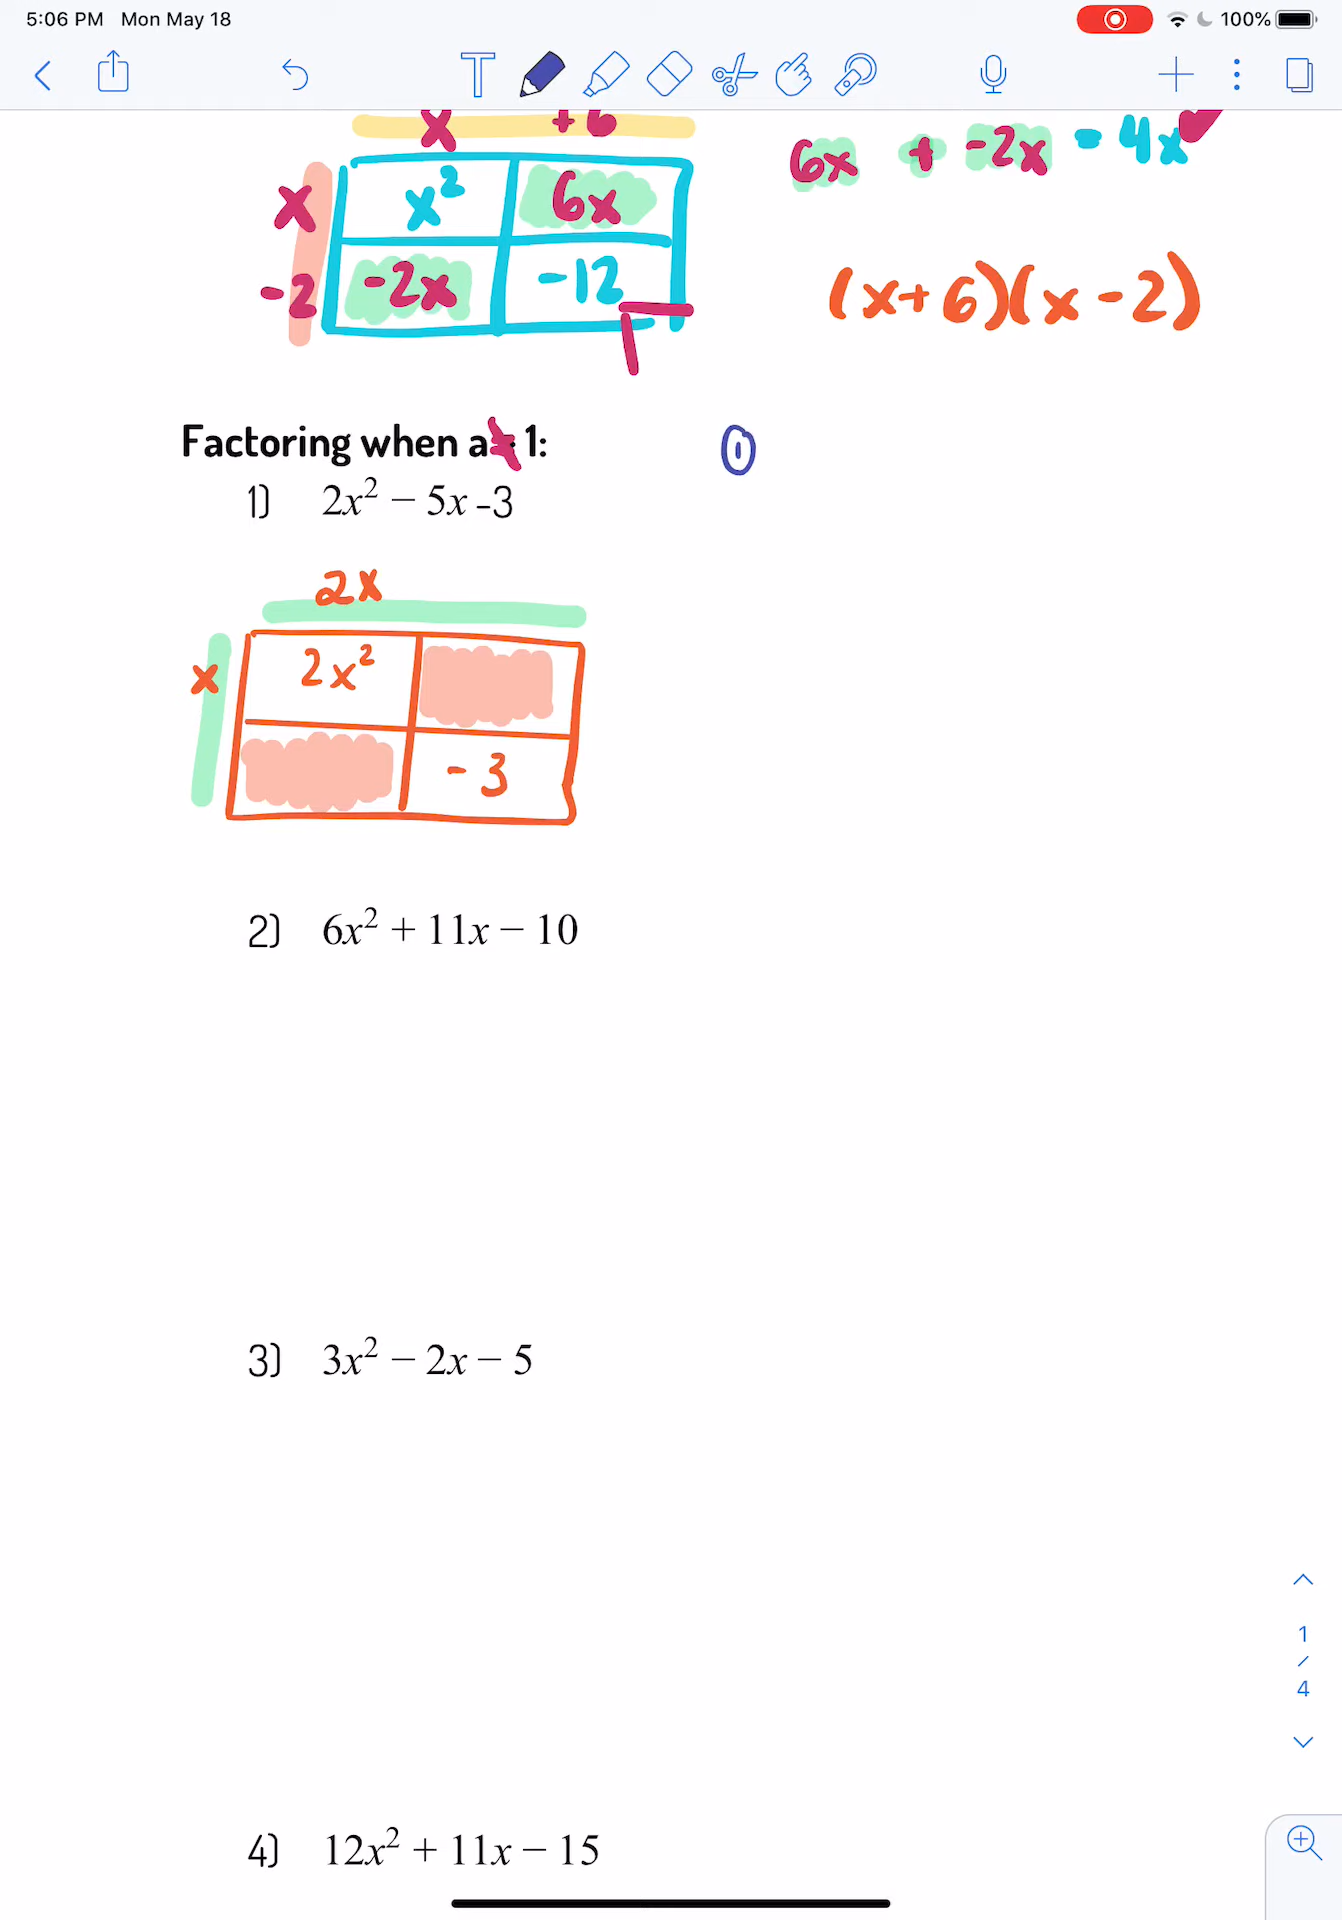 5:06 PM Mon May 18 100%
T
x +6
6x + -2x = 4x
x x² 6x
-2 -2x -12
(x+6)(x-2)
Factoring when a≠1:
1
1) 2x² − 5x -3
2x
x 2x²
-3
2) 6x² + 11x − 10
3) 3x² − 2x − 5
1
/
4
4) 12x² + 11x − 15